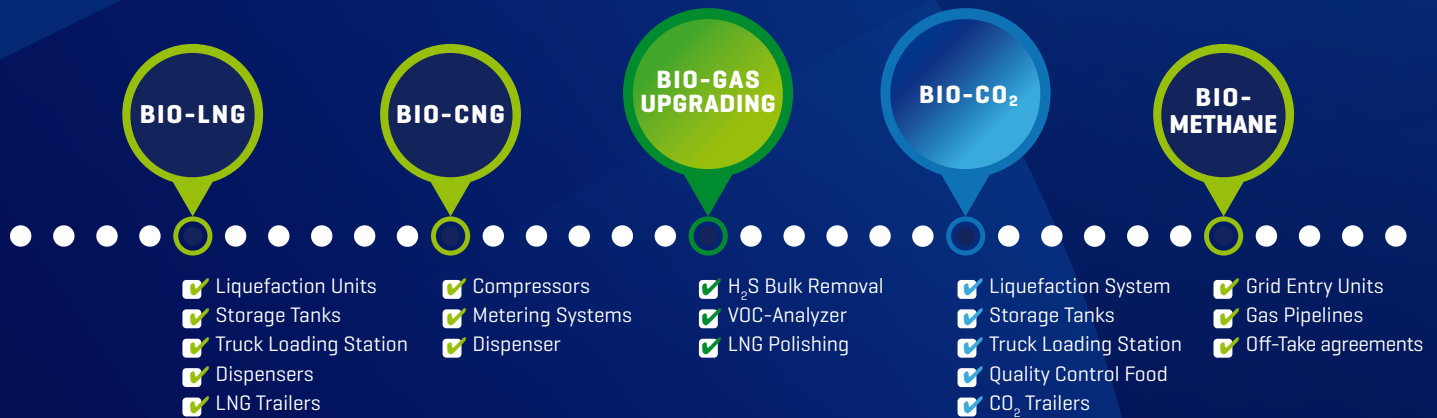 BIO-LNG
BIO-CNG
BIO-GAS
UPGRADING
BIO-CO₂
BIO-
METHANE
Liquefaction Units
Storage Tanks
Truck Loading Station
Dispensers
LNG Trailers
Compressors
Metering Systems
Dispenser
H₂S Bulk Removal
VOC-Analyzer
LNG Polishing
Liquefaction System
Storage Tanks
Truck Loading Station
Quality Control Food
CO₂ Trailers
Grid Entry Units
Gas Pipelines
Off-Take agreements